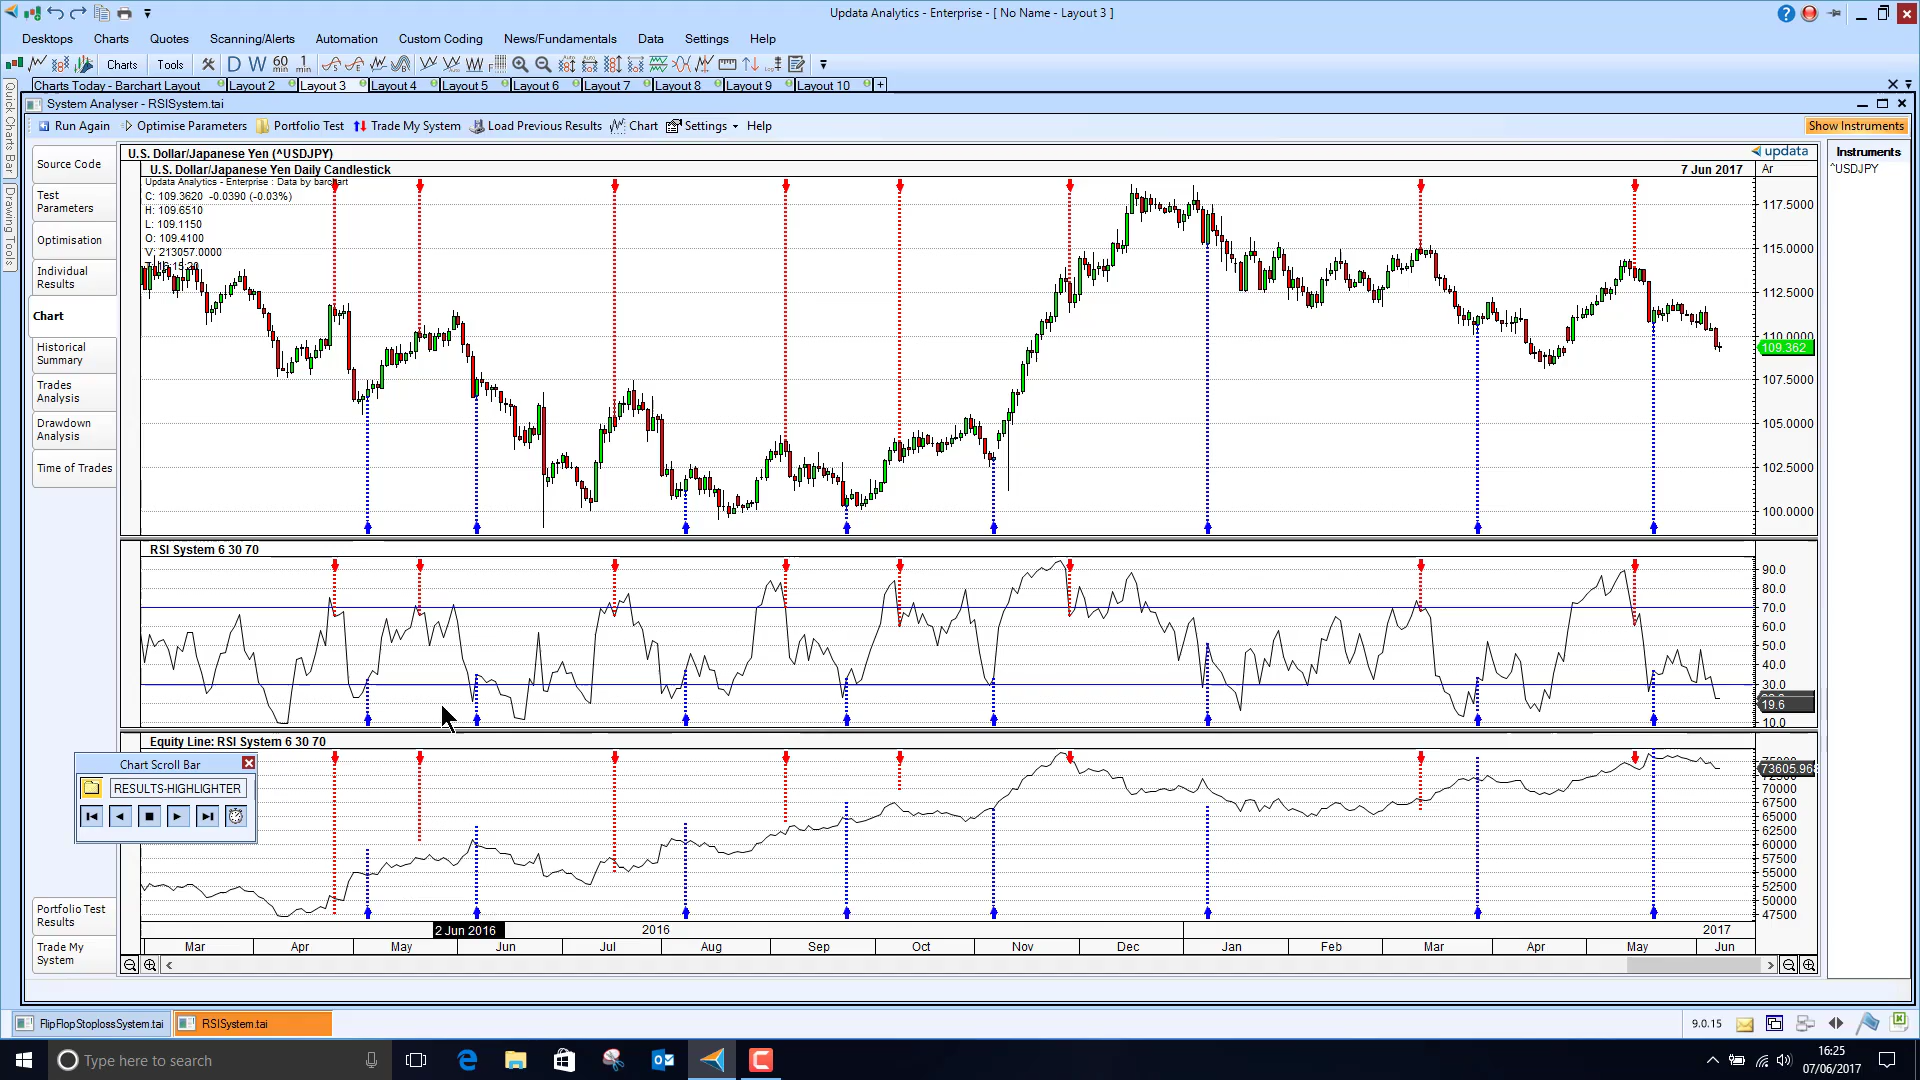 Updata Analytics - Enterprise - [ No Name - Layout 3 ]
Desktops Charts Quotes Scanning/Alerts Automation Custom Coding News/Fundamentals Data Settings Help
Charts Tools D W 60 min 1
Charts Today - Barchart Layout Layout 2 Layout 3 Layout 4 Layout 5 Layout 6 Layout 7 Layout 8 Layout 9 Layout 10 +
System Analyser - RSISystem.tai
Run Again Optimise Parameters Portfolio Test Trade My System Load Previous Results Chart Settings Help Show Instruments
Quick Charts Bar
Drawing Tools
Source Code
Test
Parameters
Optimisation
Individual
Results
Chart
Historical
Summary
Trades
Analysis
Drawdown
Analysis
Time of Trades
Portfolio Test
Results
Trade My
System
U.S. Dollar/Japanese Yen (^USDJPY)
updata
Instruments
^USDJPY
U.S. Dollar/Japanese Yen Daily Candlestick
7 Jun 2017
Ar
Updata Analytics - Enterprise : Data by barchart
C: 109.3620 -0.0390 (-0.03%)
H: 109.6510
L: 109.1150
O: 109.4100
V: 213057.0000
117.5000
115.0000
112.5000
110.0000
109.362
107.5000
105.0000
102.5000
100.0000
RSI System 6 30 70
90.0
80.0
70.0
60.0
50.0
40.0
30.0
19.6
10.0
Equity Line: RSI System 6 30 70
73605.96
70000
67500
65000
62500
60000
57500
55000
52500
50000
47500
Chart Scroll Bar
RESULTS-HIGHLIGHTER
2 Jun 2016 2016 2017
Mar Apr May Jun Jul Aug Sep Oct Nov Dec Jan Feb Mar Apr May Jun
FlipFlopStoplossSystem.tai RSISystem.tai
9.0.15
Type here to search
16:25
07/06/2017